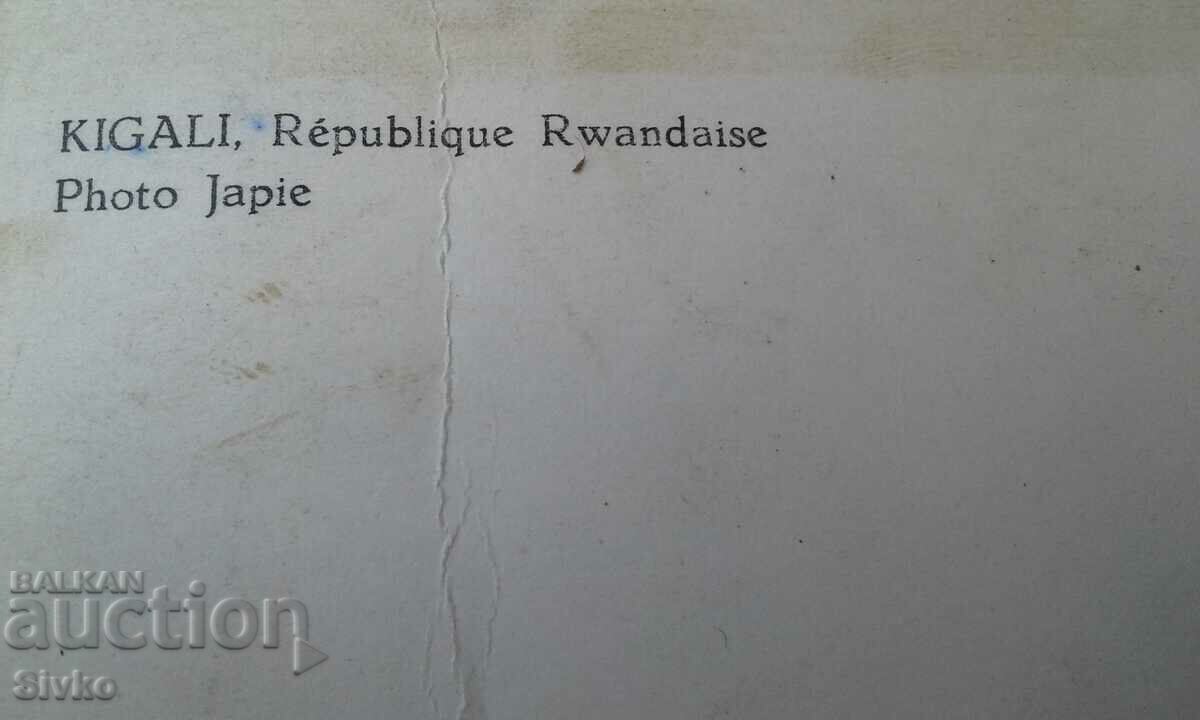 KIGALI, République Rwandaise
Photo Japie
BALKAN
auction
Sivko